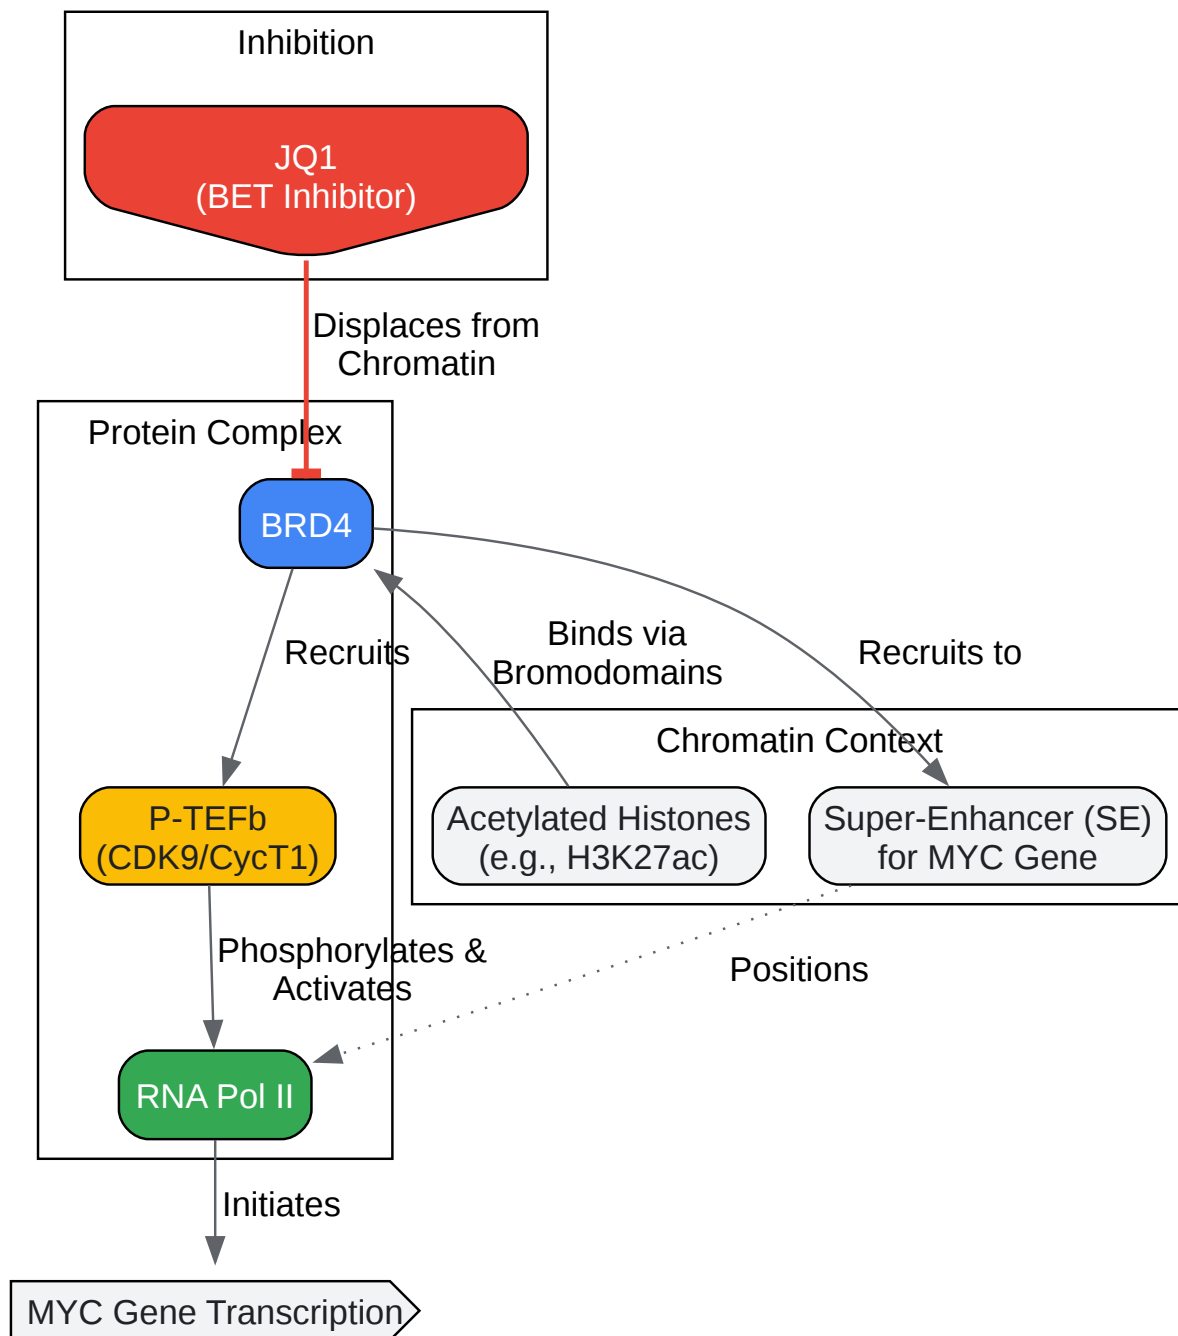 Inhibition
JQ1
(BET Inhibitor)
Displaces from
Chromatin
Protein Complex
BRD4
Recruits
Binds via
Bromodomains
Recruits to
Chromatin Context
P-TEFb
(CDK9/CycT1)
Acetylated Histones
(e.g., H3K27ac)
Super-Enhancer (SE)
for MYC Gene
Phosphorylates &
Activates
Positions
RNA Pol II
Initiates
MYC Gene Transcription